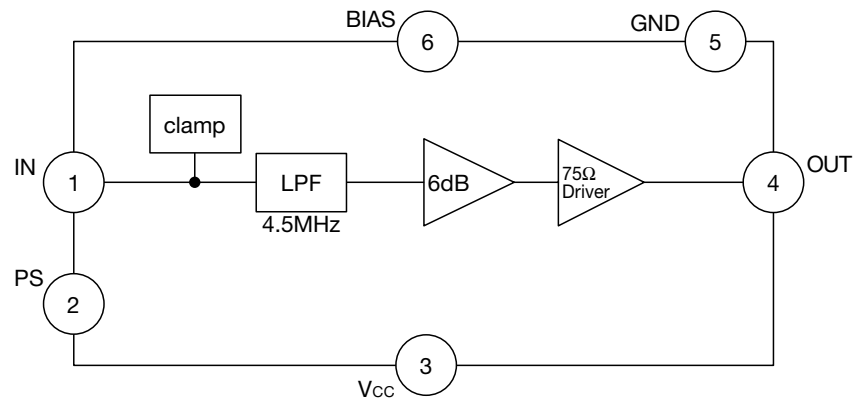 BIAS
6
GND
5
clamp
IN
1
LPF
4.5MHz
6dB
75Ω
Driver
4
OUT
PS
2
3
VCC